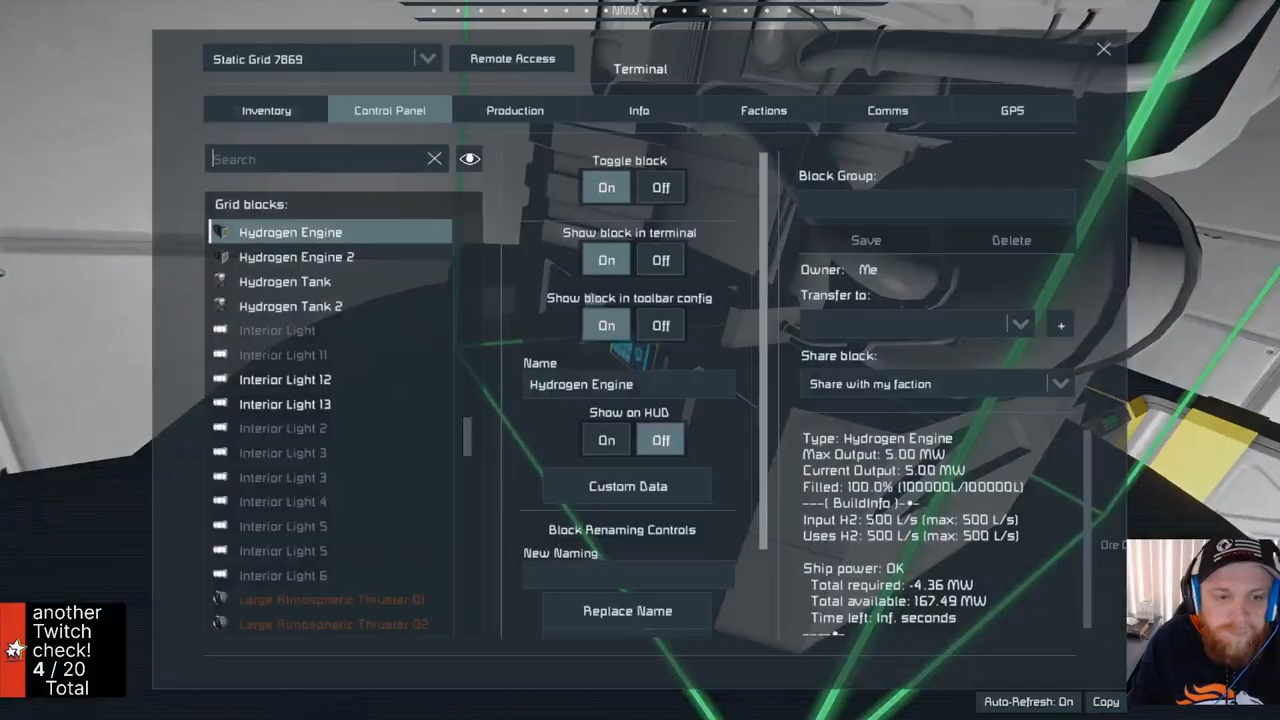 NNW
N
Static Grid 7869
Remote Access
Terminal
Inventory
Control Panel
Production
Info
Factions
Comms
GPS
Search
Grid blocks:
Hydrogen Engine
Hydrogen Engine 2
Hydrogen Tank
Hydrogen Tank 2
Interior Light
Interior Light 11
Interior Light 12
Interior Light 13
Interior Light 2
Interior Light 3
Interior Light 3
Interior Light 4
Interior Light 5
Interior Light 5
Interior Light 6
Large Atmospheric Thruster 01
Large Atmospheric Thruster 02
Toggle block
On Off
Show block in terminal
On Off
Show block in toolbar config
On Off
Name
Hydrogen Engine
Show on HUD
On Off
Custom Data
Block Renaming Controls
New Naming
Replace Name
Block Group:
Save Delete
Owner: Me
Transfer to:
+
Share block:
Share with my faction
Type: Hydrogen Engine
Max Output: 5.00 MW
Current Output: 5.00 MW
Filled: 100.0% (100000L/100000L)
---( BuildInfo )-•-
Input H2: 500 L/s (max: 500 L/s)
Uses H2: 500 L/s (max: 500 L/s)
Ship power: OK
Total required: -4.36 MW
Total available: 167.49 MW
Time left: Inf. seconds
----•-
Ore
Auto-Refresh: On
Copy
another
Twitch
check!
4 / 20
Total